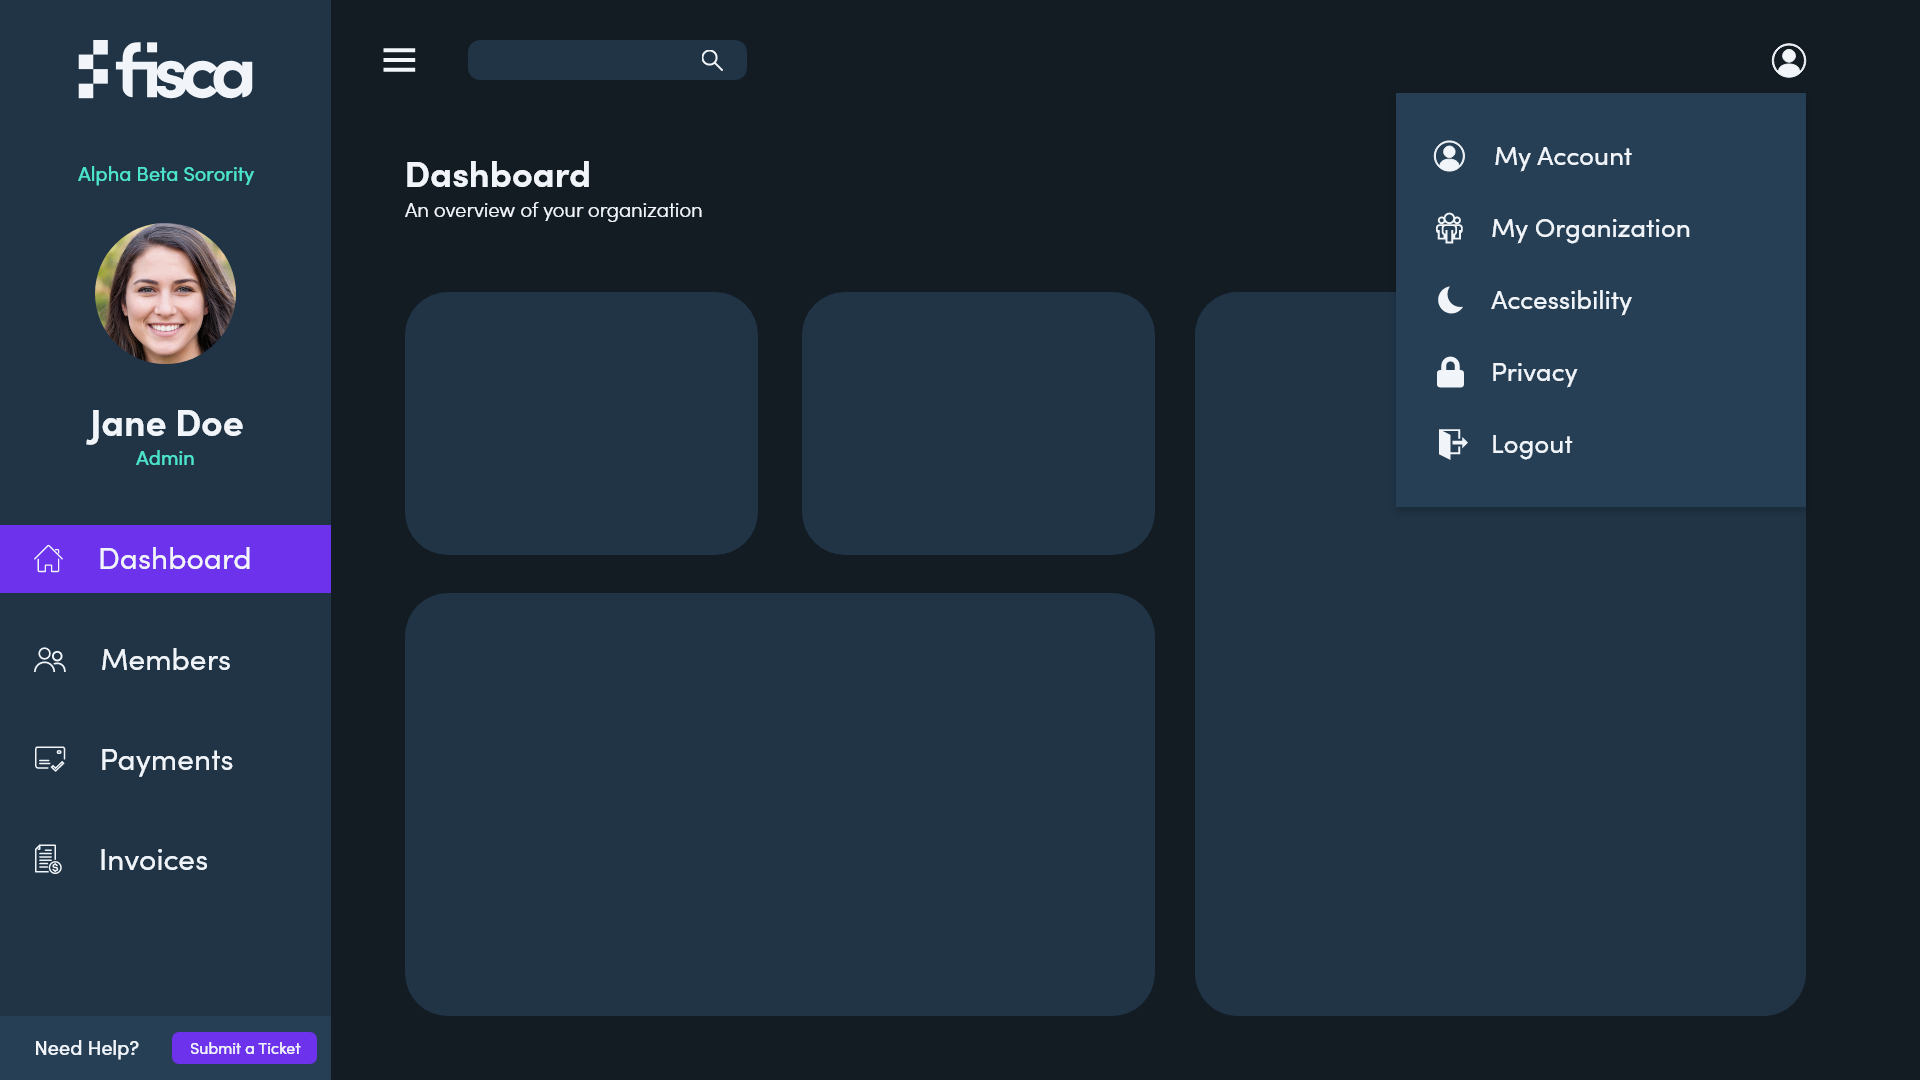 fisca
Alpha Beta Sorority
Jane Doe
Admin
Dashboard
Members
Payments
Invoices
Need Help?
Submit a Ticket
Dashboard
An overview of your organization
My Account
My Organization
Accessibility
Privacy
Logout